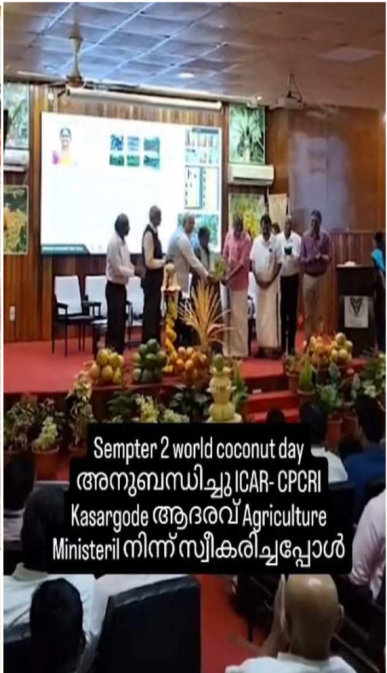 Sempter 2 world coconut day
അനുബന്ധിച്ചു ICAR- CPCRI
Kasargode ആദരവ് Agriculture
Ministeril നിന്ന് സ്വീകരിച്ചപ്പോൾ